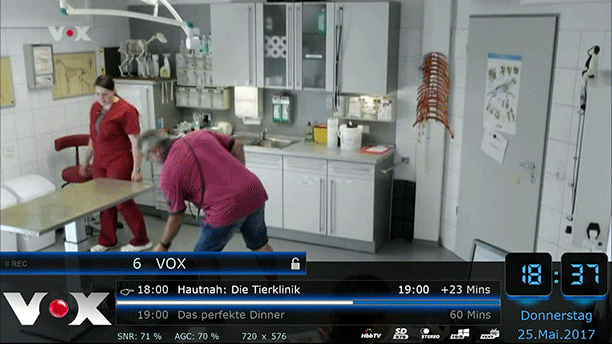 VOX
REC
6 VOX
18:00 Hautnah: Die Tierklinik 19:00 +23 Mins
19:00 Das perfekte Dinner 60 Mins
VOX
SNR: 71 % AGC: 70 % 720 x 576 HbbTV SD 576 STEREO
18:37
Donnerstag
25.Mai.2017